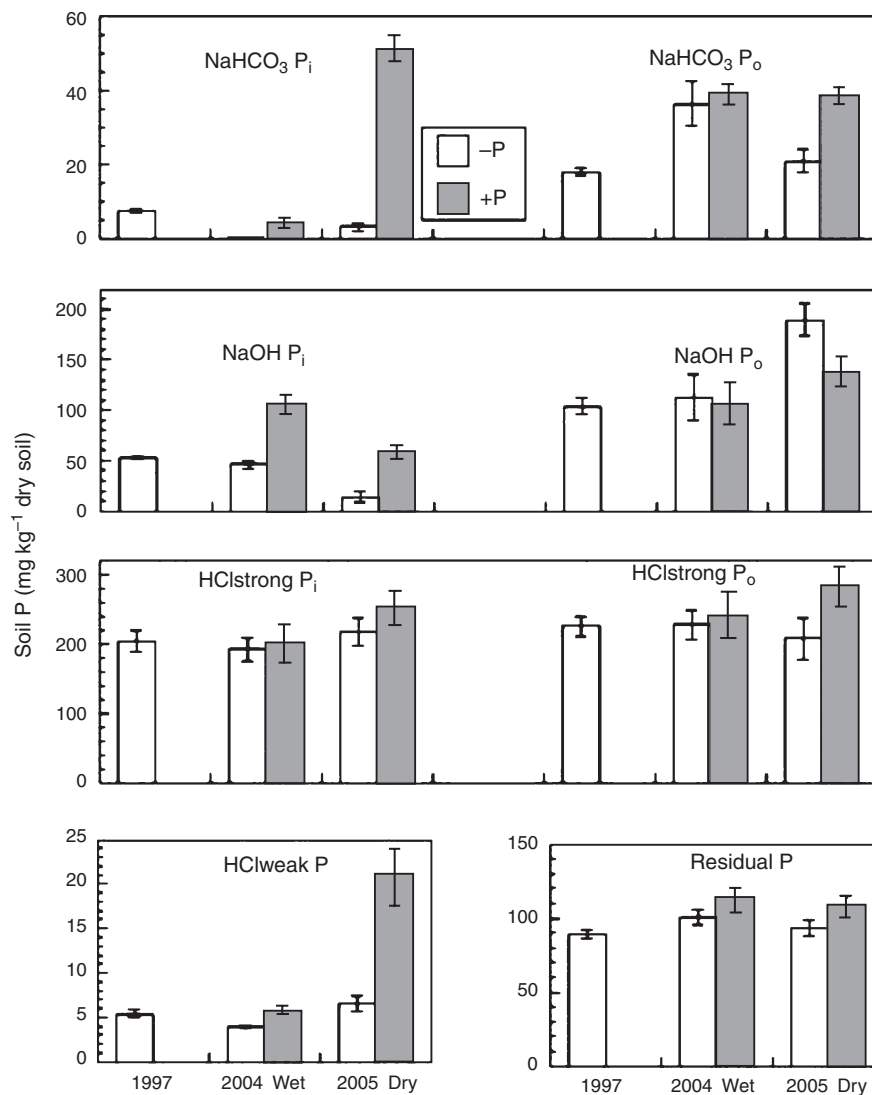 Soil P (mg kg⁻¹ dry soil)
60
40
20
0
NaHCO₃ Pᵢ
NaHCO₃ Pₒ
–P
+P
200
150
100
50
0
NaOH Pᵢ
NaOH Pₒ
300
200
100
0
HClstrong Pᵢ
HClstrong Pₒ
25
20
15
10
5
0
HClweak P
1997 2004 Wet 2005 Dry
150
100
50
0
Residual P
1997 2004 Wet 2005 Dry